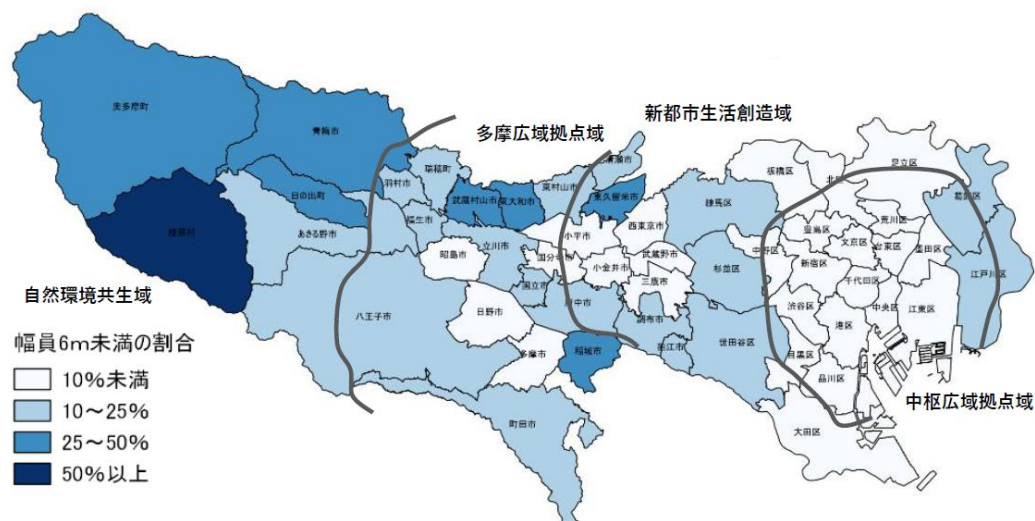 新都市生活創造域
多摩広域拠点域
奥多摩町
青梅市
瑞穂町
清瀬市
板橋区
足立区
北区
羽村市
東村山市
日の出町
武蔵村山市
東大和市
東久留米市
練馬区
葛飾区
福生市
西東京市
豊島区
荒川区
檜原村
あきる野市
立川市
小平市
中野区
文京区
台東区
墨田区
昭島市
国分寺市
小金井市
武蔵野市
杉並区
新宿区
千代田区
江戸川区
自然環境共生域
国立市
三鷹市
八王子市
日野市
府中市
調布市
渋谷区
中央区
江東区
港区
狛江市
世田谷区
目黒区
多摩市
稲城市
品川区
中枢広域拠点域
町田市
大田区
幅員6m未満の割合
10%未満
10~25%
25~50%
50%以上